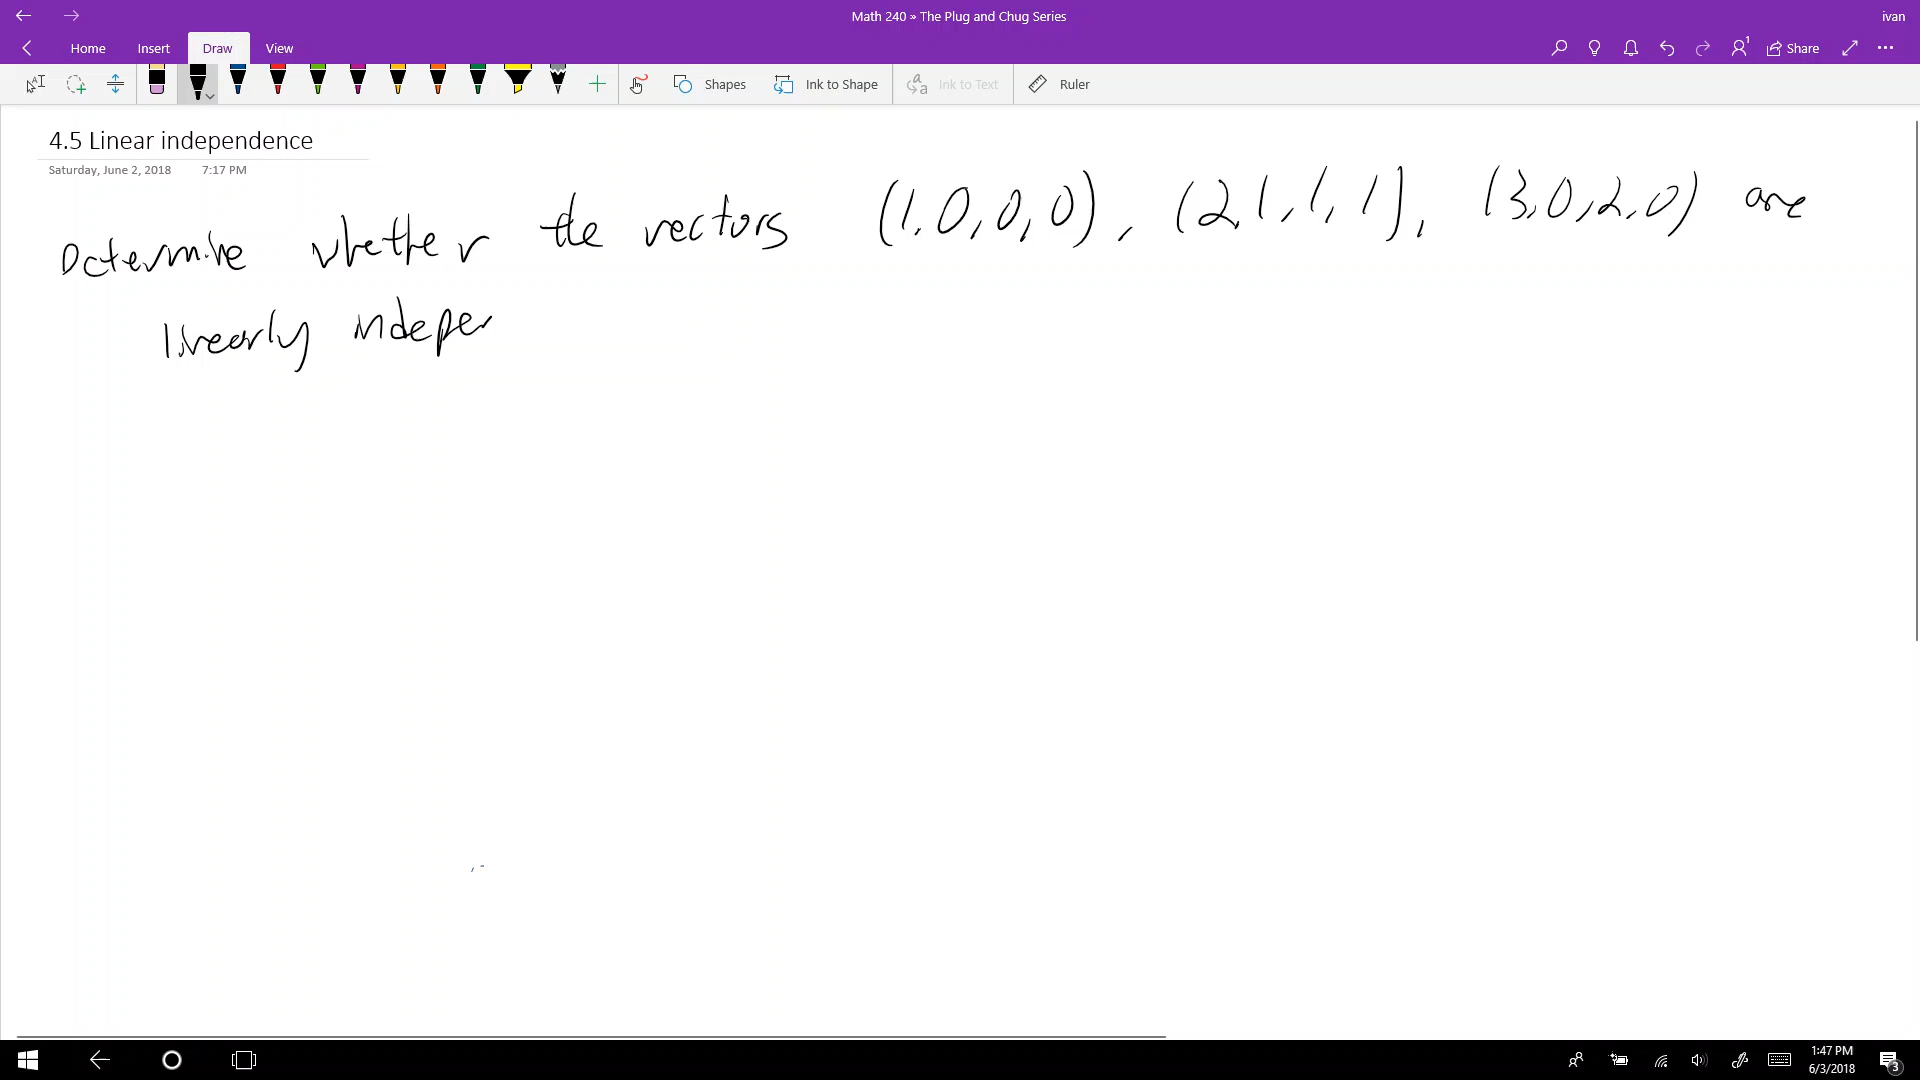 Math 240 » The Plug and Chug Series
ivan
Home Insert Draw View
Share
Shapes Ink to Shape Ink to Text Ruler
4.5 Linear independence
Saturday, June 2, 2018 7:17 PM
Determine whether the vectors (1,0,0,0), (2,1,1,1), (3,0,2,0) are
linearly indepen
1:47 PM
6/3/2018
3